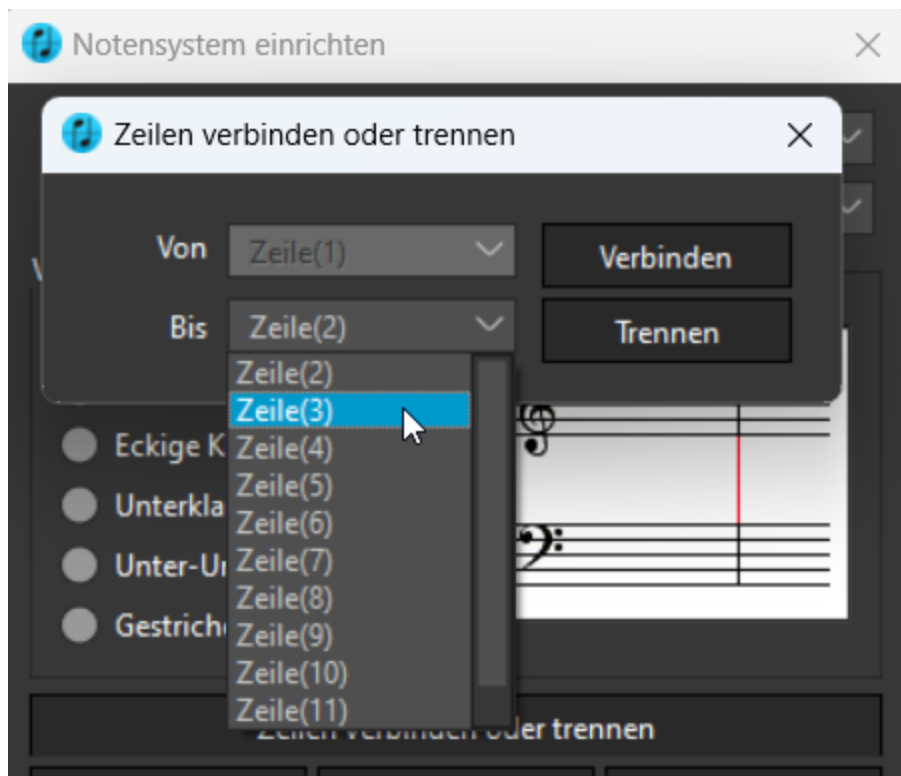 Notensystem einrichten
Zeilen verbinden oder trennen
Von Zeile(1) Verbinden
Bis Zeile(2) Trennen
Zeile(2)
Zeile(3)
Eckige K
Zeile(4)
Zeile(5)
Unterkla
Zeile(6)
Zeile(7)
Zeile(8)
Zeile(9)
Gestrich
Zeile(10)
Zeile(11)
Zeilen verbinden oder trennen